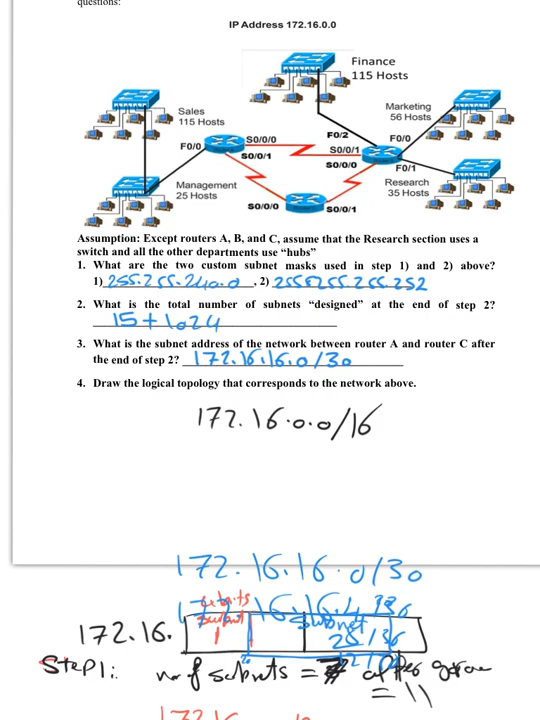 questions:
IP Address 172.16.0.0
Finance
115 Hosts
Sales
115 Hosts
Marketing
56 Hosts
F0/0
S0/0/0
S0/0/1
F0/2
S0/0/1
S0/0/0
F0/0
F0/1
Management
25 Hosts
Research
35 Hosts
S0/0/0
S0/0/1
Assumption: Except routers A, B, and C, assume that the Research section uses a
switch and all the other departments use “hubs”
1. What are the two custom subnet masks used in step 1) and 2) above?
1) 255.255.240.0, 2) 255.255.255.252
2. What is the total number of subnets “designed” at the end of step 2?
15+1024
3. What is the subnet address of the network between router A and router C after
the end of step 2? 172.16.16.0/30
4. Draw the logical topology that corresponds to the network above.
172.16.0.0/16
172.16.16.0/30
172.16.
subnet
Step1: no of subnets = 7
= 11